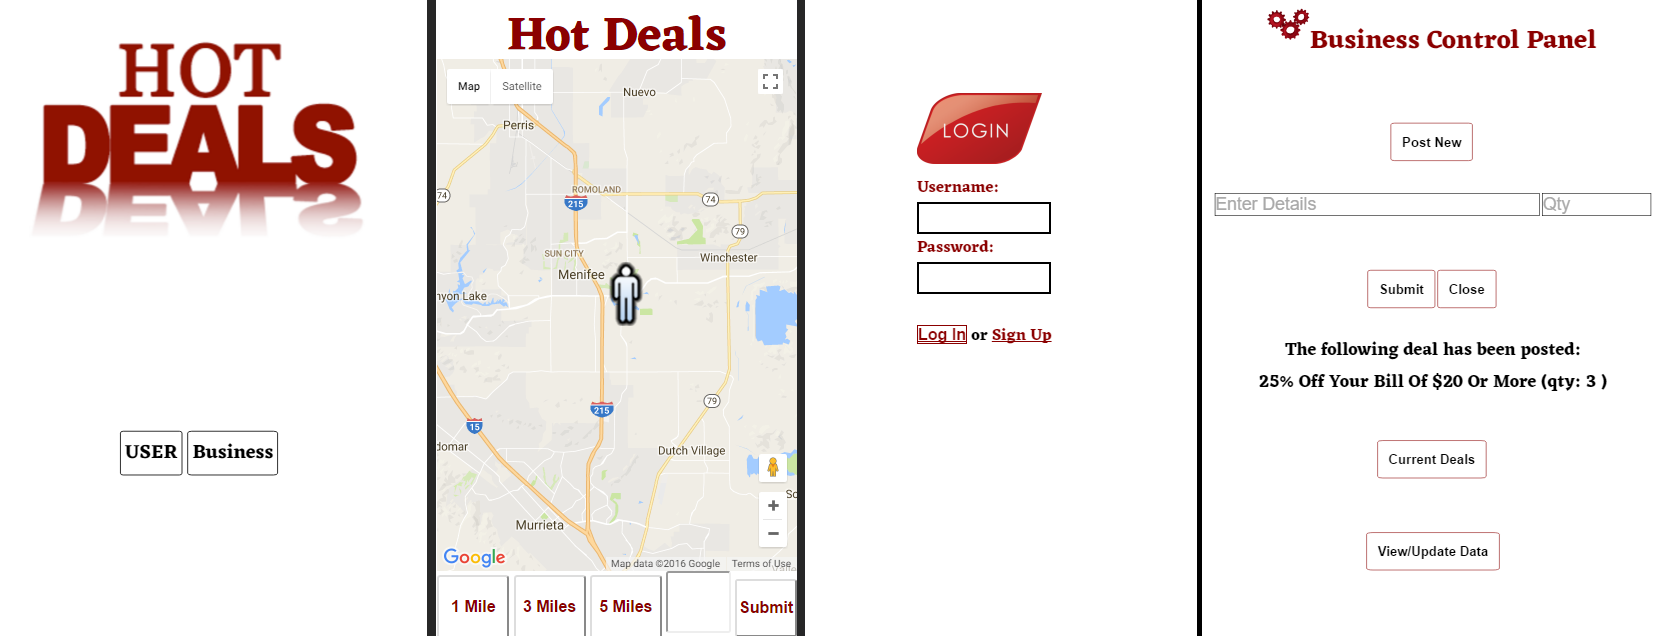 HOT
DEALS
USER Business
Hot Deals
Map Satellite
Nuevo
Perris
ROMOLAND
74
74
215
79
SUN CITY
Winchester
Menifee
nyon Lake
79
215
15
domar
Dutch Village
So
Murrieta
Google
Map data ©2016 Google Terms of Use
1 Mile 3 Miles 5 Miles Submit
LOGIN
Username:
Password:
Log In or Sign Up
Business Control Panel
Post New
Enter Details Qty
Submit Close
The following deal has been posted:
25% Off Your Bill Of $20 Or More (qty: 3 )
Current Deals
View/Update Data